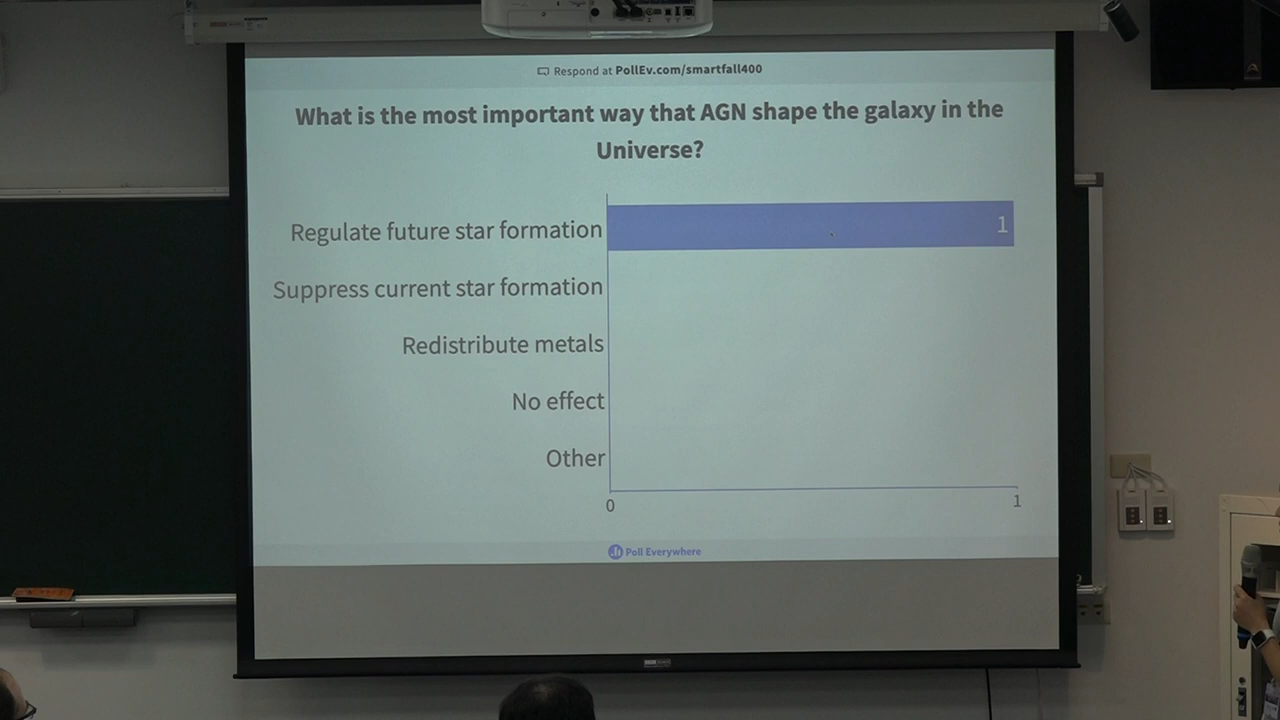 Respond at PollEv.com/smartfall400
What is the most important way that AGN shape the galaxy in the
Universe?
Regulate future star formation
1
Suppress current star formation
Redistribute metals
No effect
Other
0
1
Poll Everywhere